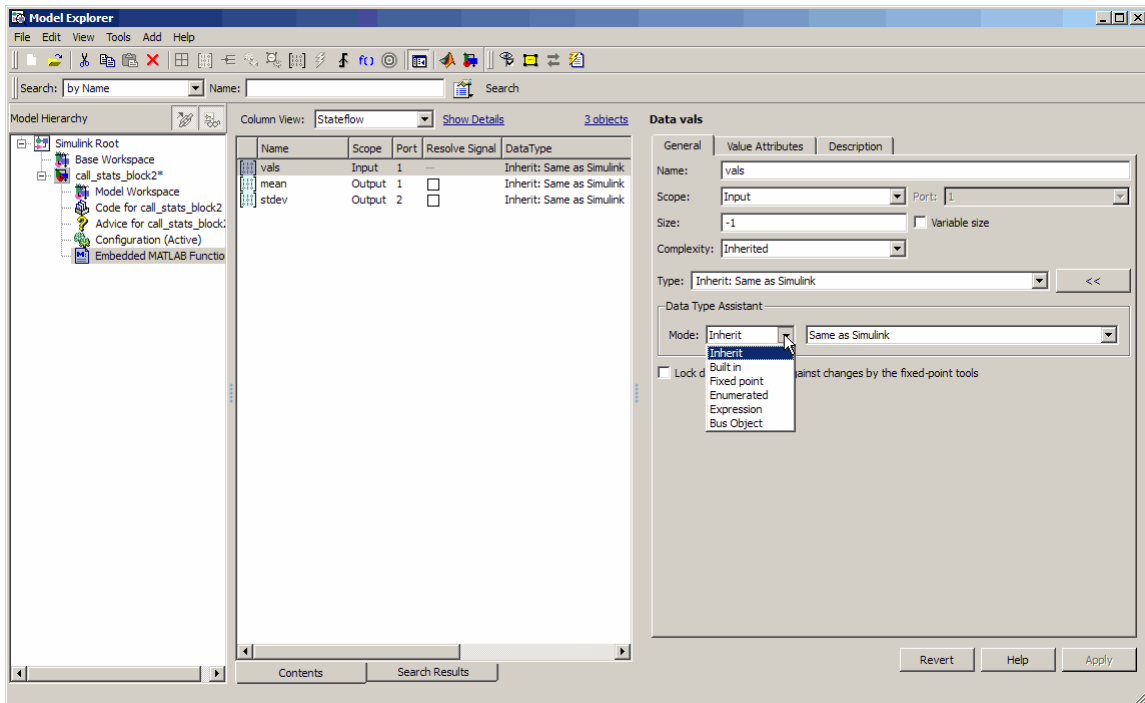 Model Explorer
File Edit View Tools Add Help
Search: by Name Name: Search
Model Hierarchy
Simulink Root
Base Workspace
call_stats_block2*
Model Workspace
Code for call_stats_block2
Advice for call_stats_block
Configuration (Active)
Embedded MATLAB Functio
Column View: Stateflow Show Details 3 objects
Name Scope Port Resolve Signal DataType
vals Input 1 Inherit: Same as Simulink
mean Output 1 Inherit: Same as Simulink
stdev Output 2 Inherit: Same as Simulink
Contents Search Results
Data vals
General Value Attributes Description
Name: vals
Scope: Input Port: 1
Size: -1 Variable size
Complexity: Inherited
Type: Inherit: Same as Simulink <<
Data Type Assistant
Mode: Inherit Same as Simulink
Inherit
Built in
Fixed point
Enumerated
Expression
Bus Object
Lock d ainst changes by the fixed-point tools
Revert Help Apply